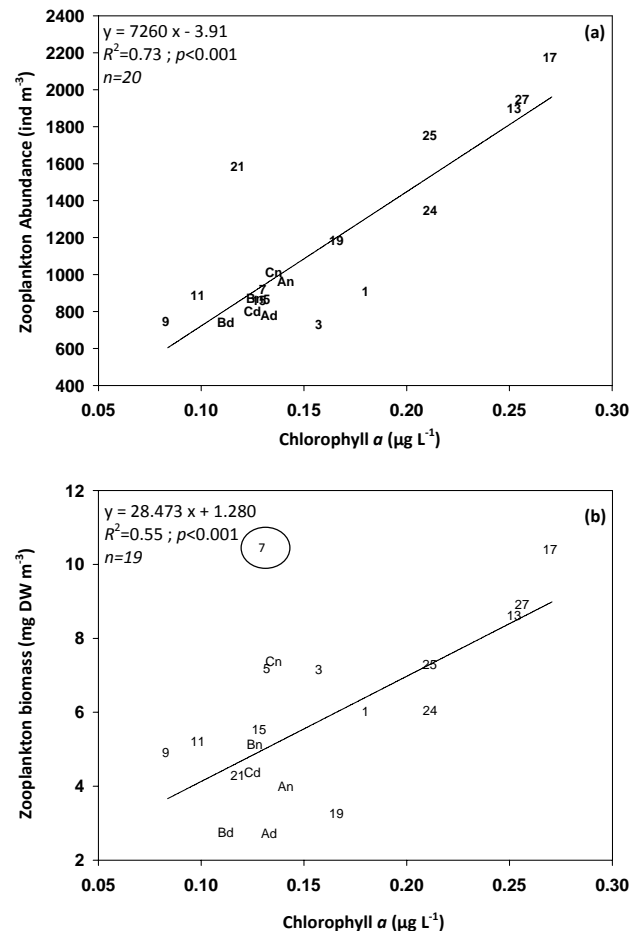 y = 7260 x - 3.91
R²=0.73 ; p<0.001
n=20
(a)
Zooplankton Abundance (ind m⁻³)
2400
2200
2000
1800
1600
1400
1200
1000
800
600
400
17
27
13
25
21
24
19
Cn
An
7
1
11
Bn
15
5
Cd
Ad
9
Bd
3
0.05 0.10 0.15 0.20 0.25 0.30
Chlorophyll a (µg L⁻¹)
y = 28.473 x + 1.280
R²=0.55 ; p<0.001
n=19
(b)
Zooplankton biomass (mg DW m⁻³)
12
10
8
6
4
2
7
17
27
13
Cn
5
3
25
1
24
15
11
Bn
9
Cd
21
An
19
Bd
Ad
0.05 0.10 0.15 0.20 0.25 0.30
Chlorophyll a (µg L⁻¹)